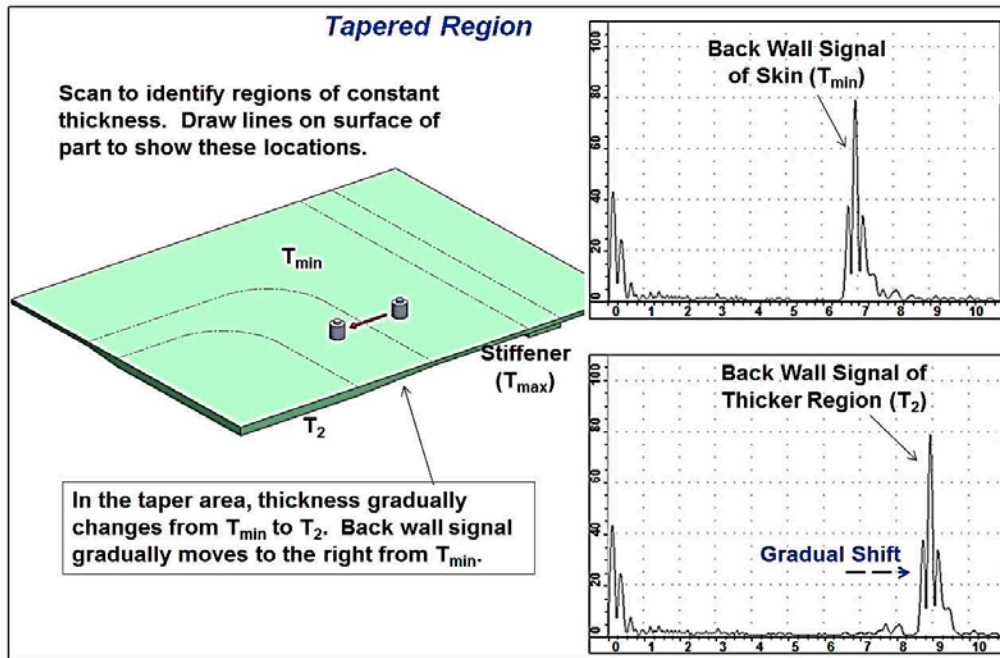 Tapered Region
Scan to identify regions of constant
thickness.  Draw lines on surface of
part to show these locations.
Tmin
Stiffener
(Tmax)
T2
In the taper area, thickness gradually
changes from Tmin to T2.  Back wall signal
gradually moves to the right from Tmin.
Back Wall Signal
of Skin (Tmin)
100
80
60
40
20
0
0 1 2 3 4 5 6 7 8 9 10
Back Wall Signal of
Thicker Region (T2)
Gradual Shift
100
80
60
40
20
0
0 1 2 3 4 5 6 7 8 9 10